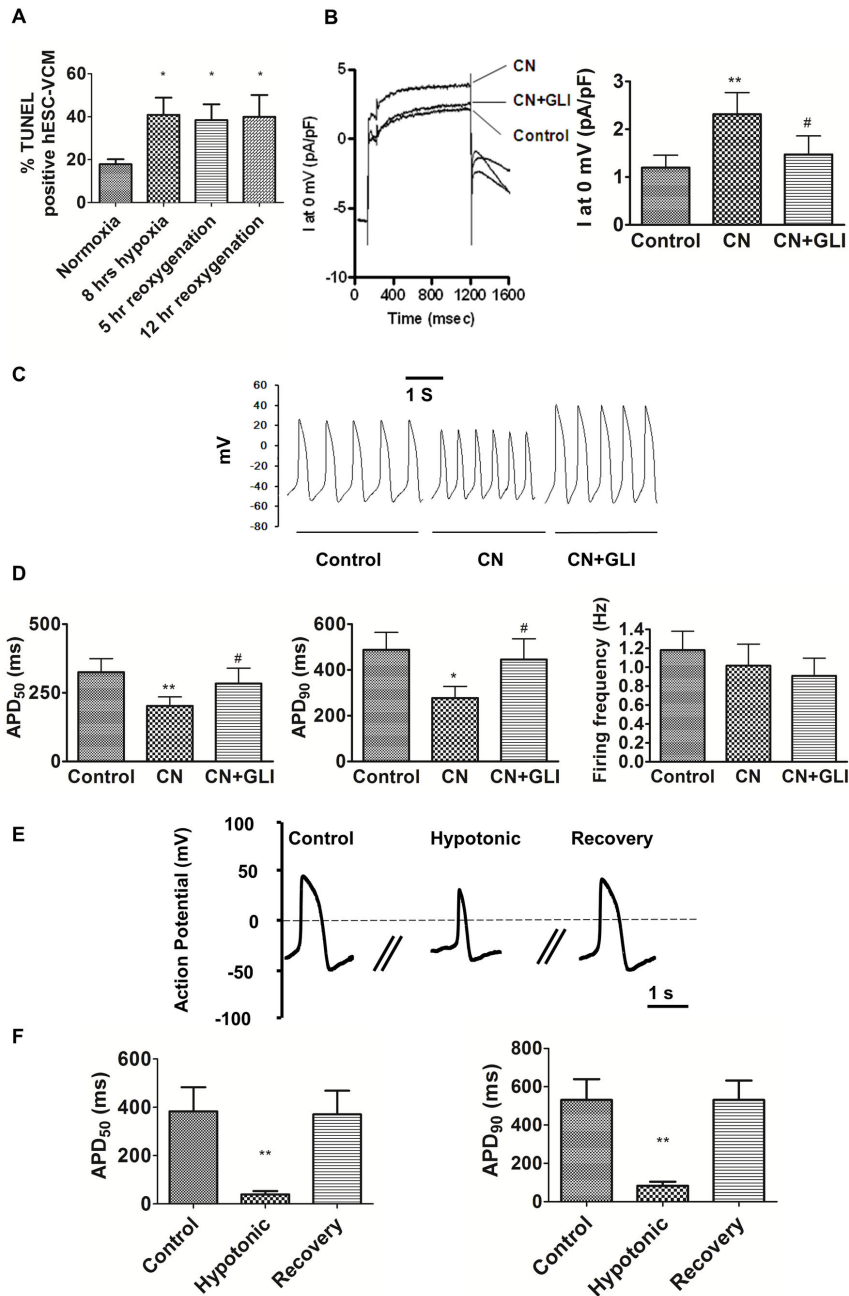 A
% TUNEL
positive hESC-VCM
60
40
20
0
*
*
*
Normoxia
8 hrs hypoxia
5 hr reoxygenation
12 hr reoxygenation
B
I at 0 mV (pA/pF)
5
0
-5
-10
0
400
800
1200
1600
Time (msec)
CN
CN+GLI
Control
I at 0 mV (pA/pF)
3
2
1
0
**
#
Control
CN
CN+GLI
C
1 S
mV
60
40
20
0
-20
-40
-60
-80
Control
CN
CN+GLI
D
APD50 (ms)
500
250
0
**
#
Control
CN
CN+GLI
APD90 (ms)
600
400
200
0
*
#
Control
CN
CN+GLI
Firing frequency (Hz)
1.4
1.2
1.0
0.8
0.6
0.4
0.2
0.0
Control
CN
CN+GLI
E
Action Potential (mV)
100
50
0
-50
-100
Control
Hypotonic
Recovery
1 s
F
APD50 (ms)
600
400
200
0
**
Control
Hypotonic
Recovery
APD90 (ms)
800
600
400
200
0
**
Control
Hypotonic
Recovery